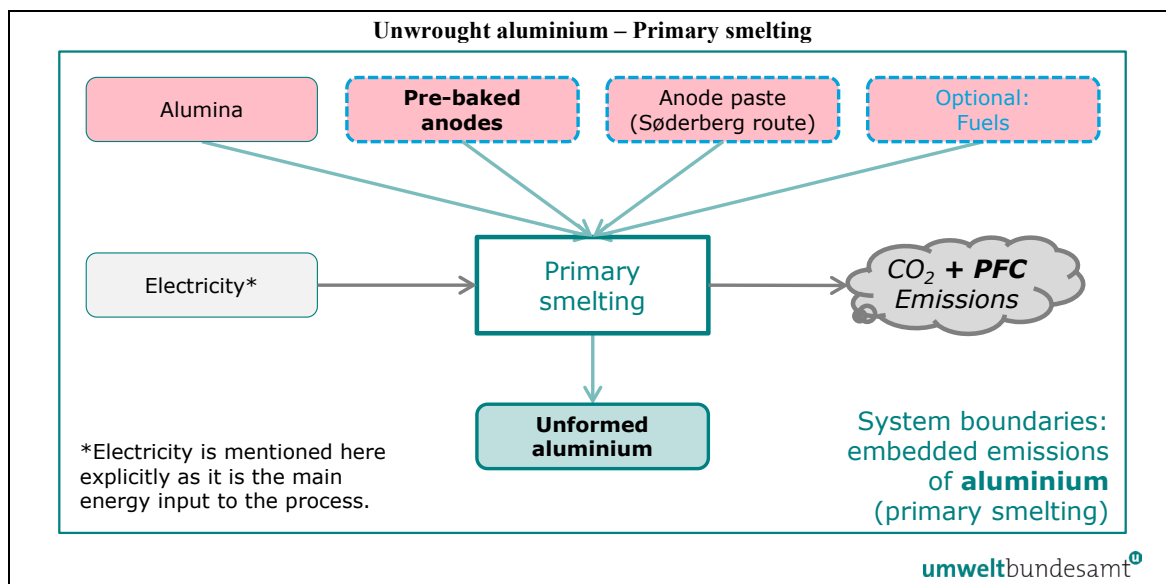 Unwrought aluminium – Primary smelting
Alumina
Pre-baked
anodes
Anode paste
(Søderberg route)
Optional:
Fuels
Electricity*
Primary
smelting
CO₂ + PFC
Emissions
Unformed
aluminium
*Electricity is mentioned here
explicitly as it is the main
energy input to the process.
System boundaries:
embedded emissions
of aluminium
(primary smelting)
umweltbundesamt ᵘ